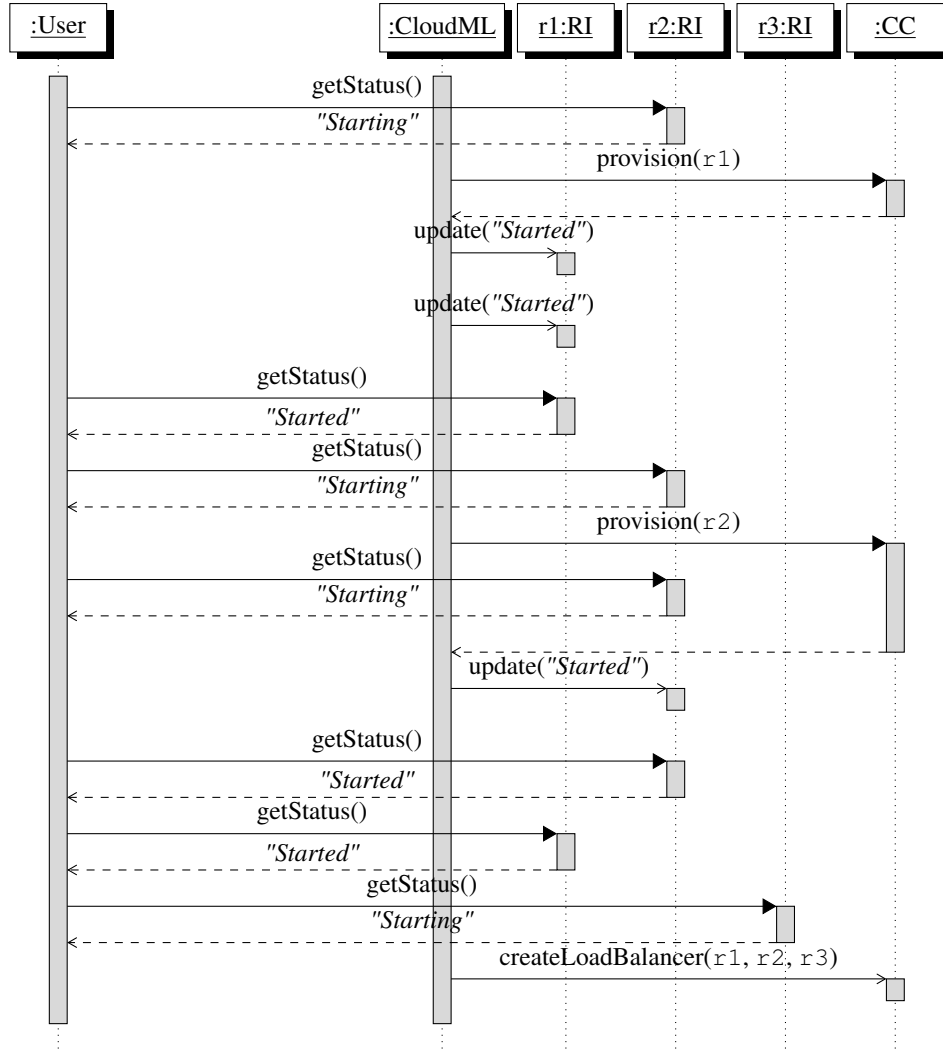 :User :CloudML r1:RI r2:RI r3:RI :CC
getStatus()
"Starting"
provision(r1)
update("Started")
update("Started")
getStatus()
"Started"
getStatus()
"Starting"
provision(r2)
getStatus()
"Starting"
update("Started")
getStatus()
"Started"
getStatus()
"Started"
getStatus()
"Starting"
createLoadBalancer(r1, r2, r3)